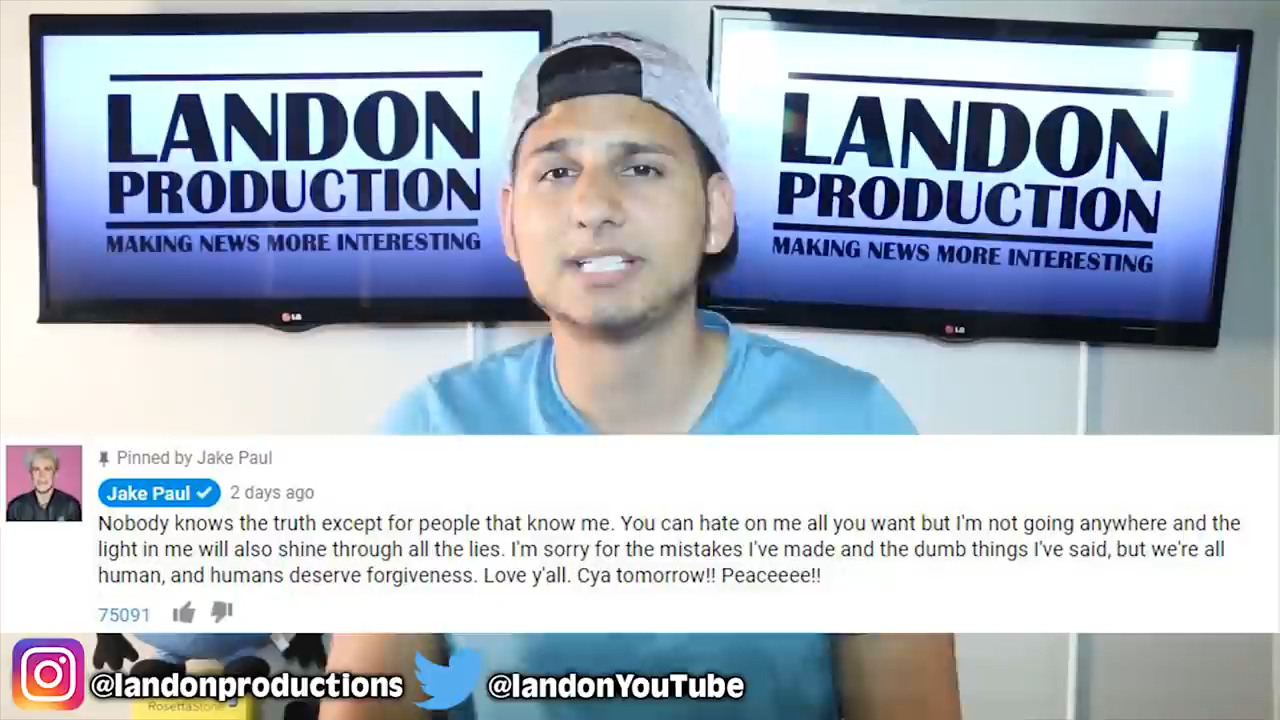 LANDON
PRODUCTION
MAKING NEWS MORE INTERESTING
LG
LANDON
PRODUCTION
MAKING NEWS MORE INTERESTING
LG
Pinned by Jake Paul
Jake Paul 2 days ago
Nobody knows the truth except for people that know me. You can hate on me all you want but I'm not going anywhere and the
light in me will also shine through all the lies. I'm sorry for the mistakes I've made and the dumb things I've said, but we're all
human, and humans deserve forgiveness. Love y'all. Cya tomorrow!! Peaceeee!!
75091
@landonproductions @landonYouTube
RosettaStone